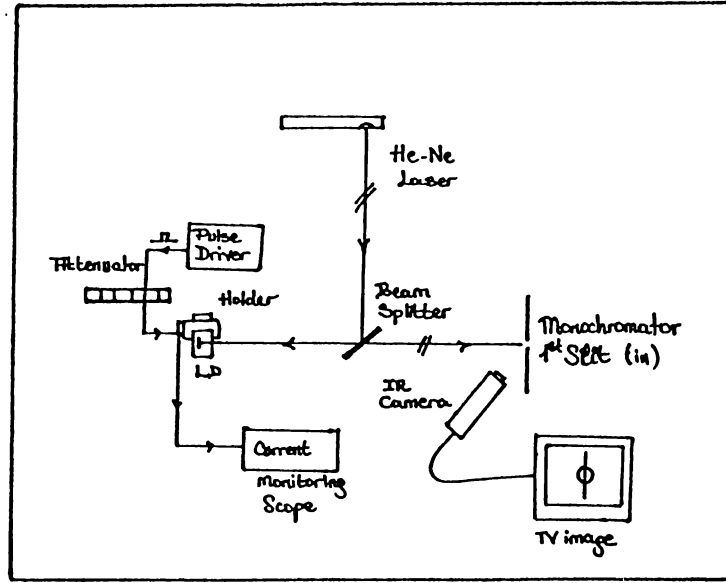 He-Ne
Laser
Pulse
Driver
Attenuator
Holder
Beam
Splitter
Monochromator
1st Slit (in)
LD
IR
Camera
Current
Monitoring
Scope
TV image